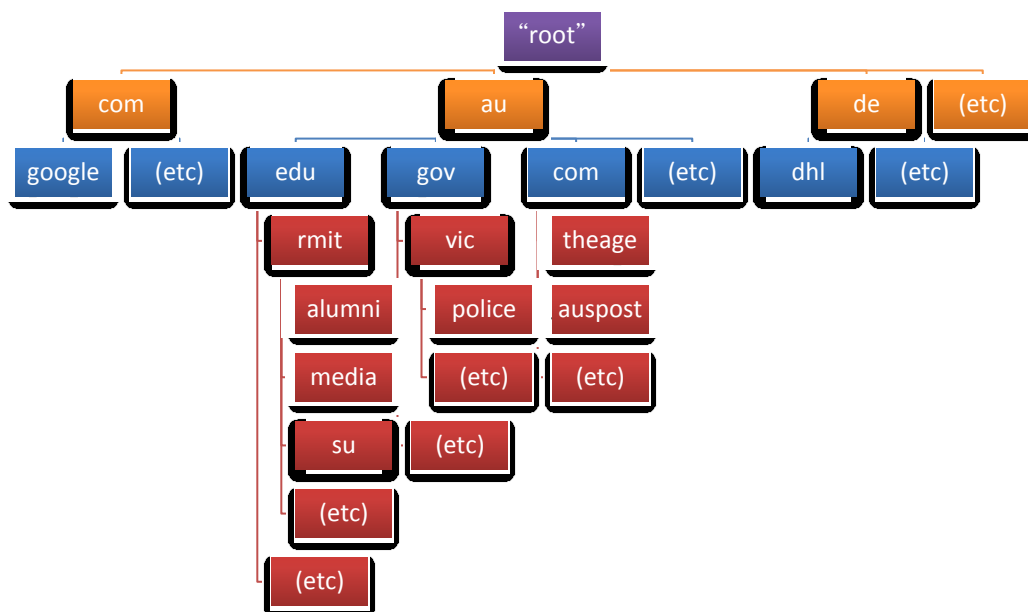 “root”
com au de (etc)
google (etc) edu gov com (etc) dhl (etc)
rmit vic theage
alumni police auspost
media (etc) (etc)
su (etc)
(etc)
(etc)